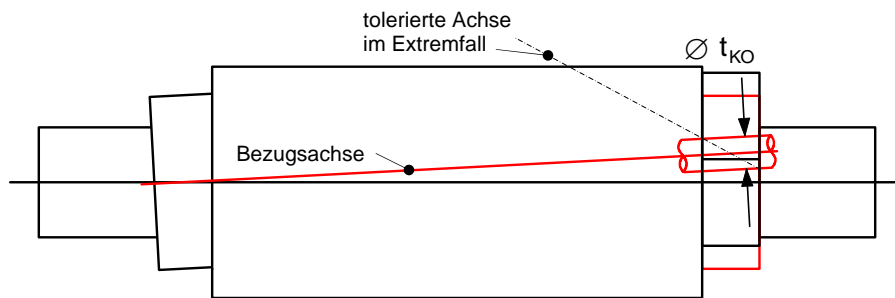 tolerierte Achse
im Extremfall
∅ t_KO
Bezugsachse